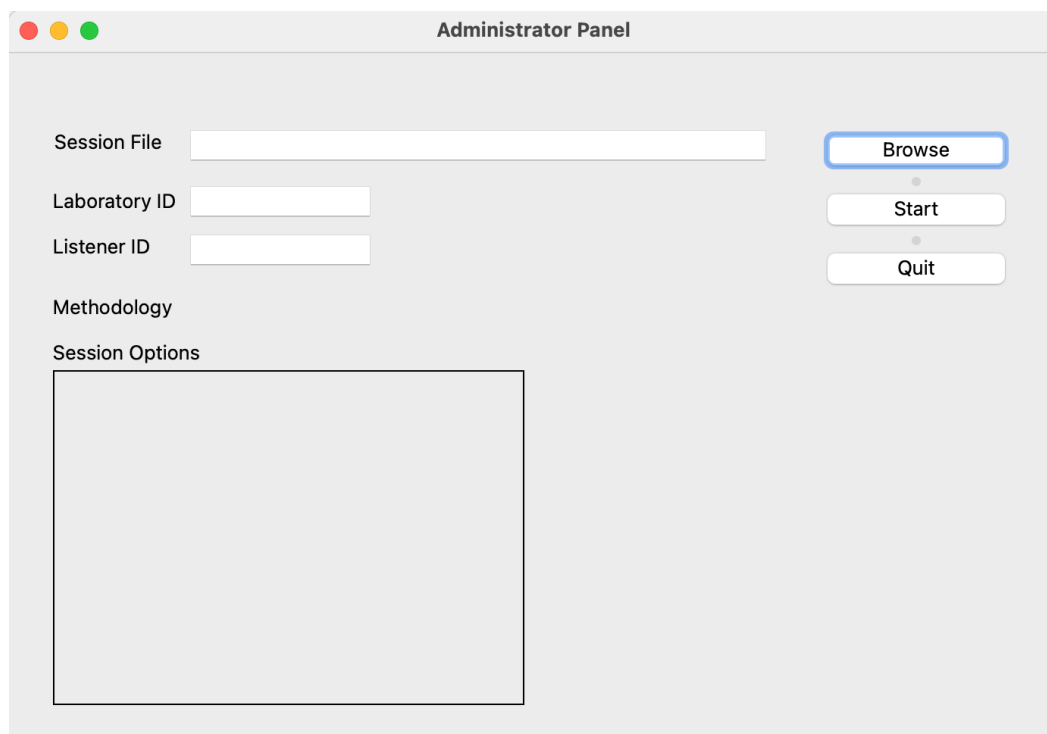 Administrator Panel
Session File
Browse
Laboratory ID
Start
Listener ID
Quit
Methodology
Session Options